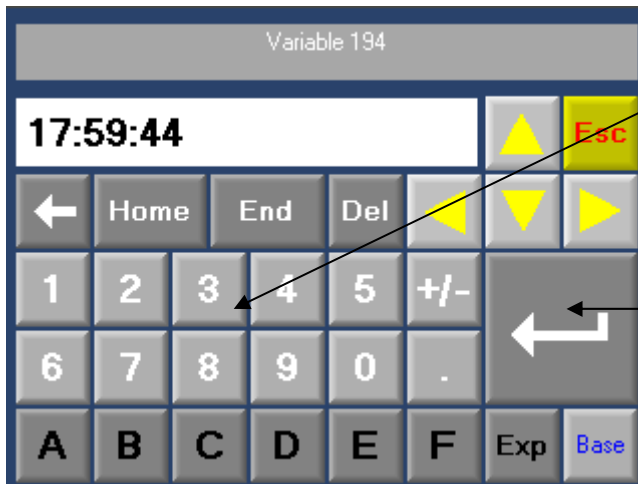 Variable 194
17:59:44
Esc
Home End Del
1 2 3 4 5 +/-
6 7 8 9 0 .
A B C D E F Exp Base